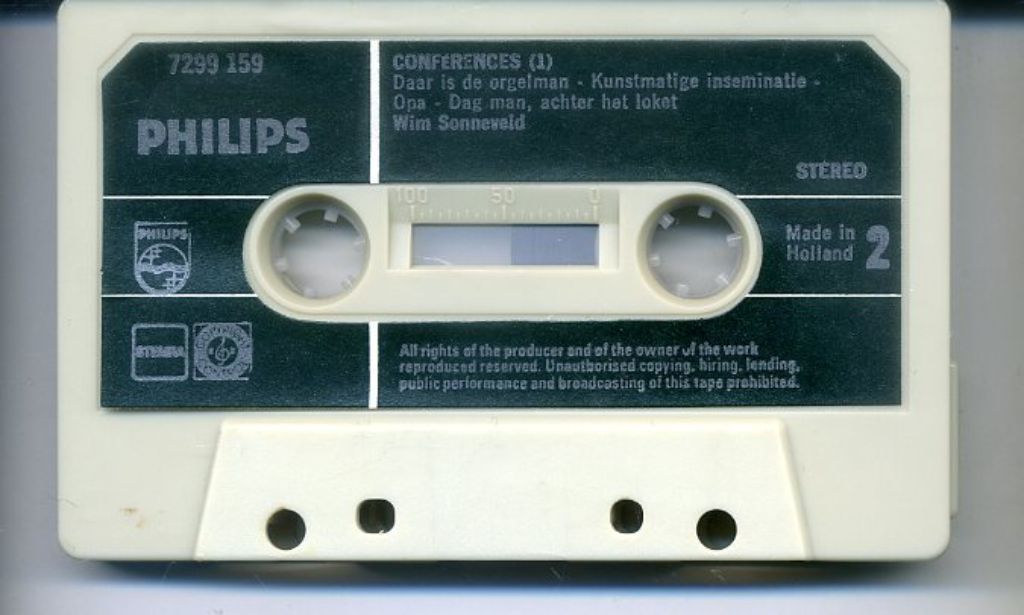 7299 159
PHILIPS
CONFERENCES (1)
Daar is de orgelman - Kunstmatige inseminatie -
Opa - Dag man, achter het loket
Wim Sonneveld
STEREO
100 50 0
PHILIPS
Made in
Holland
2
STEMRA
All rights of the producer and of the owner of the work
reproduced reserved. Unauthorised copying, hiring, lending,
public performance and broadcasting of this tape prohibited.